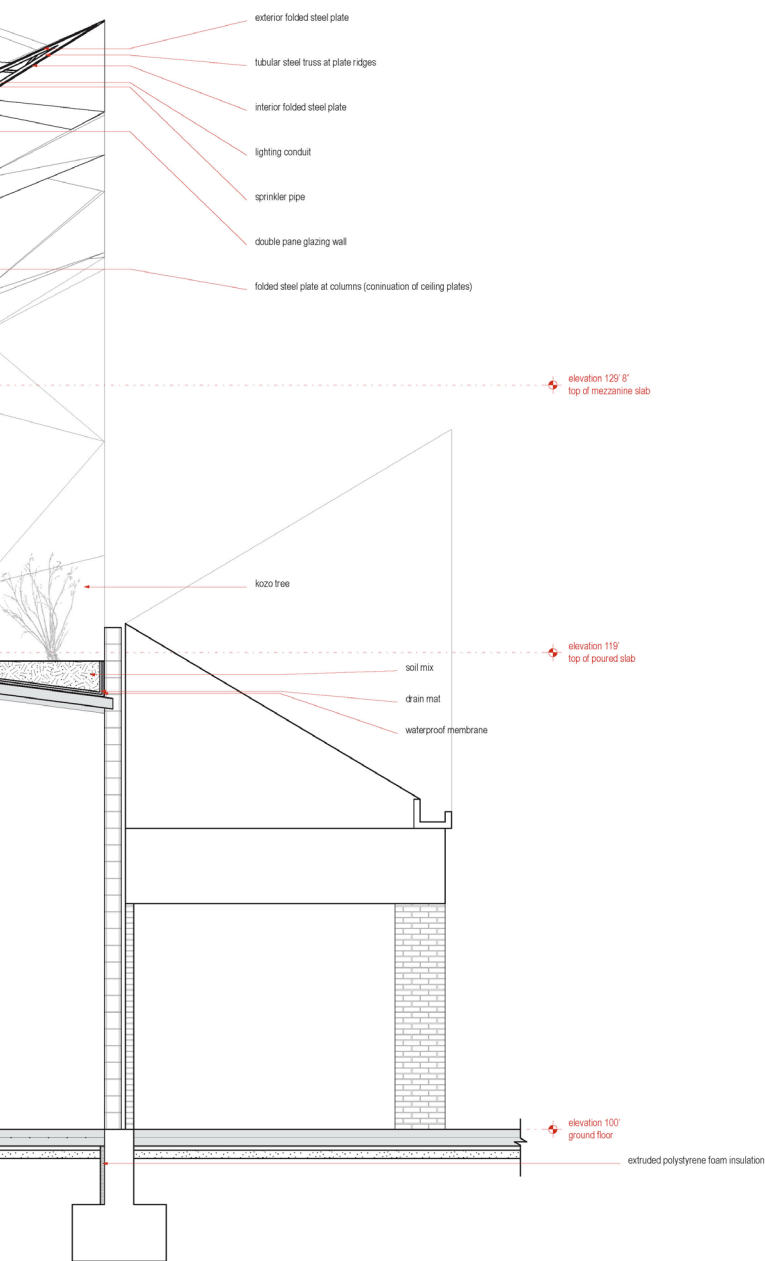 exterior folded steel plate
tubular steel truss at plate ridges
interior folded steel plate
lighting conduit
sprinkler pipe
double pane glazing wall
folded steel plate at columns (coninuation of ceiling plates)
elevation 129' 8"
top of mezzanine slab
kozo tree
elevation 119'
top of poured slab
soil mix
drain mat
waterproof membrane
elevation 100'
ground floor
extruded polystyrene foam insulation